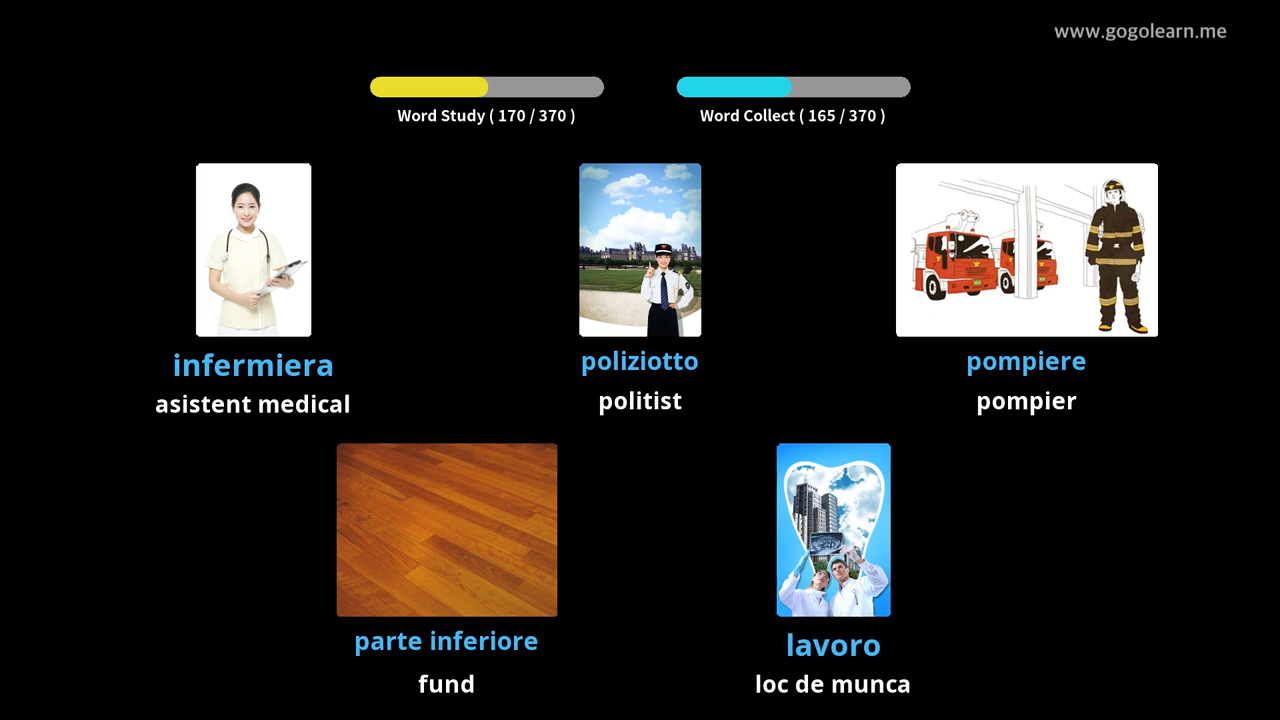 www.gogolearn.me
Word Study ( 170 / 370 )
Word Collect ( 165 / 370 )
infermiera
asistent medical
poliziotto
politist
pompiere
pompier
parte inferiore
fund
lavoro
loc de munca